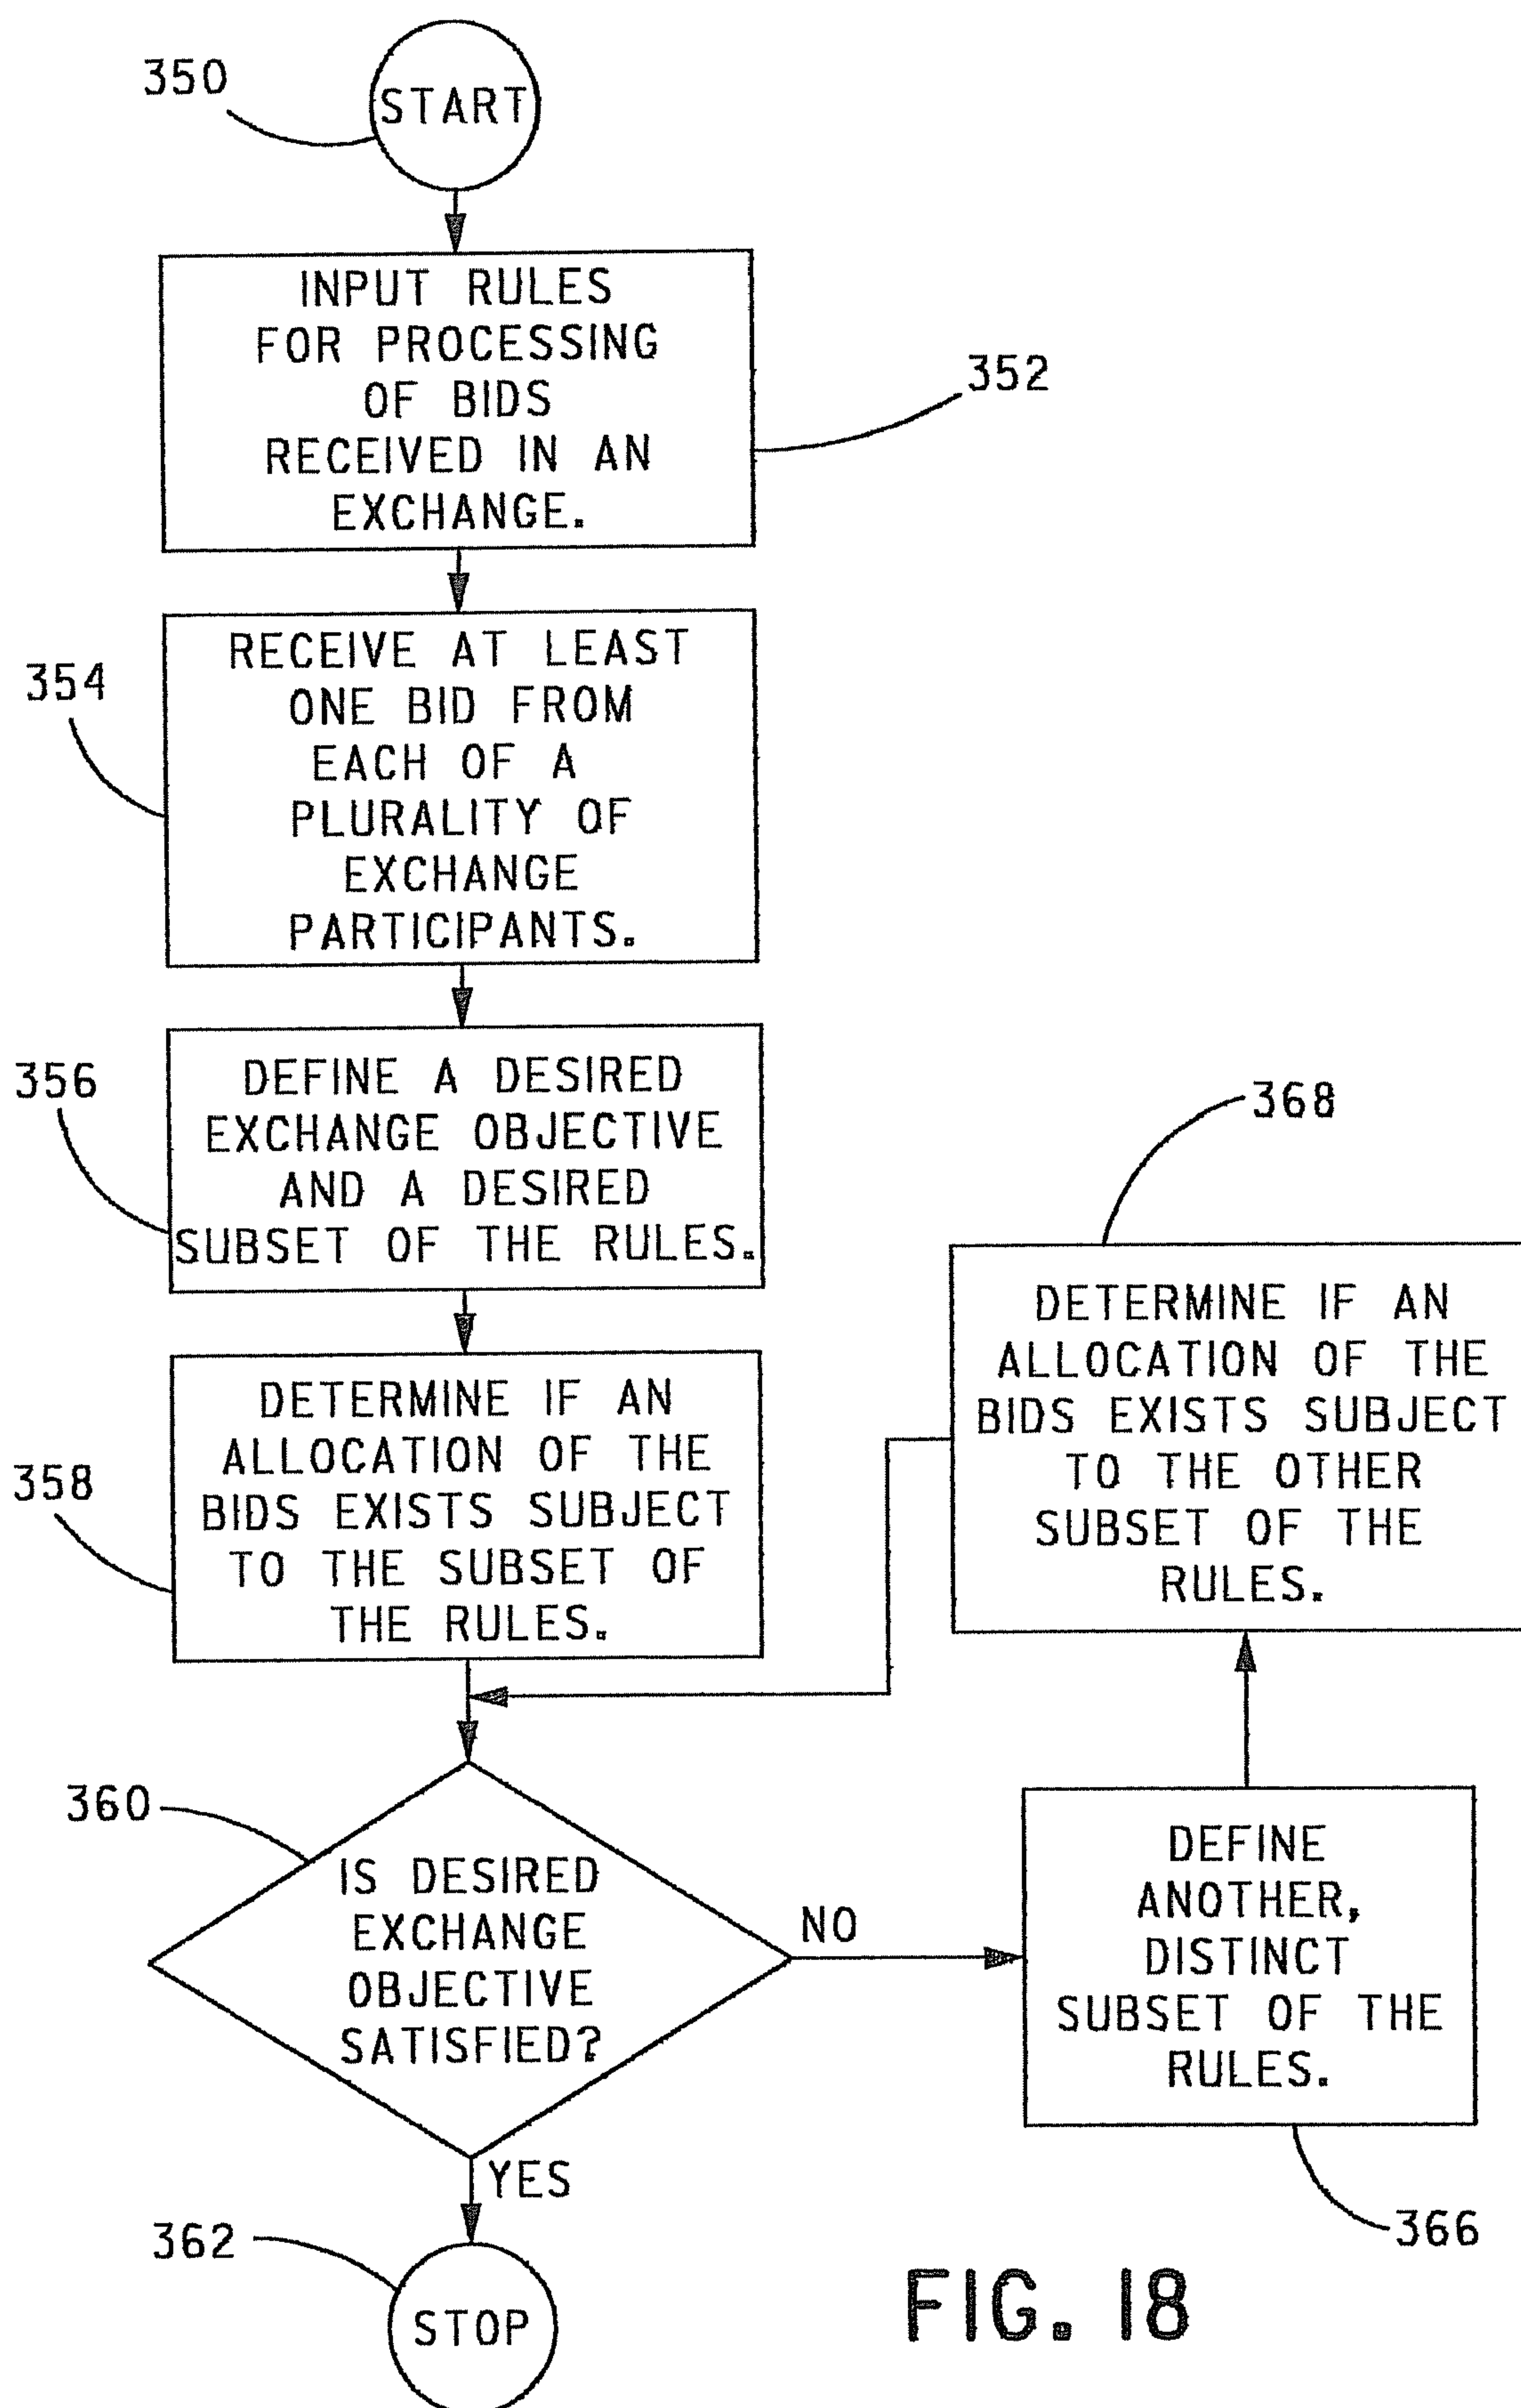 350
START
INPUT RULES
FOR PROCESSING
OF BIDS
RECEIVED IN AN
EXCHANGE.
352
354
RECEIVE AT LEAST
ONE BID FROM
EACH OF A
PLURALITY OF
EXCHANGE
PARTICIPANTS.
356
DEFINE A DESIRED
EXCHANGE OBJECTIVE
AND A DESIRED
SUBSET OF THE RULES.
358
DETERMINE IF AN
ALLOCATION OF THE
BIDS EXISTS SUBJECT
TO THE SUBSET OF
THE RULES.
368
DETERMINE IF AN
ALLOCATION OF THE
BIDS EXISTS SUBJECT
TO THE OTHER
SUBSET OF THE
RULES.
360
IS DESIRED
EXCHANGE
OBJECTIVE
SATISFIED?
NO
DEFINE
ANOTHER,
DISTINCT
SUBSET OF THE
RULES.
366
YES
362
STOP
FIG. 18